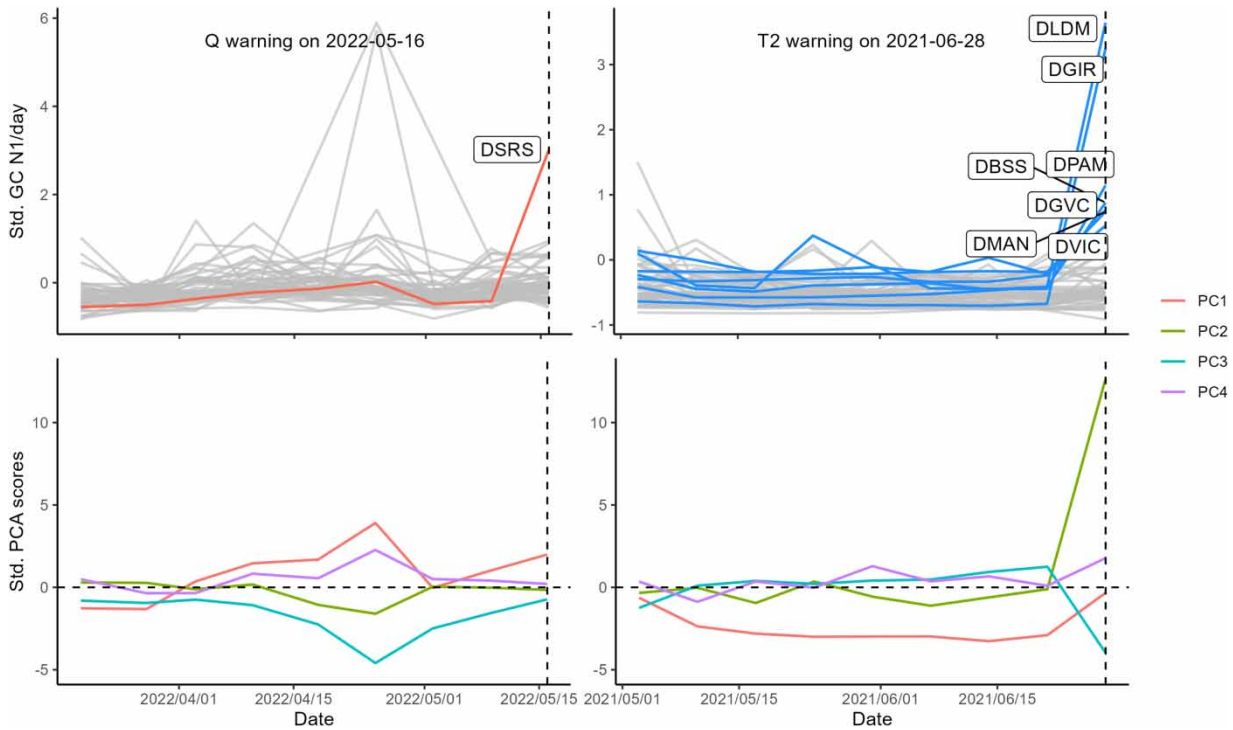 Q warning on 2022-05-16
T2 warning on 2021-06-28
Std. GC N1/day
6
4
2
0
DSRS
3
2
1
0
-1
DLDM
DGIR
DBSS
DPAM
DGVC
DMAN
DVIC
PC1
PC2
PC3
PC4
Std. PCA scores
10
5
0
-5
10
5
0
-5
2022/04/01
2022/04/15
2022/05/01
2022/05/15
2021/05/01
2021/05/15
2021/06/01
2021/06/15
Date
Date